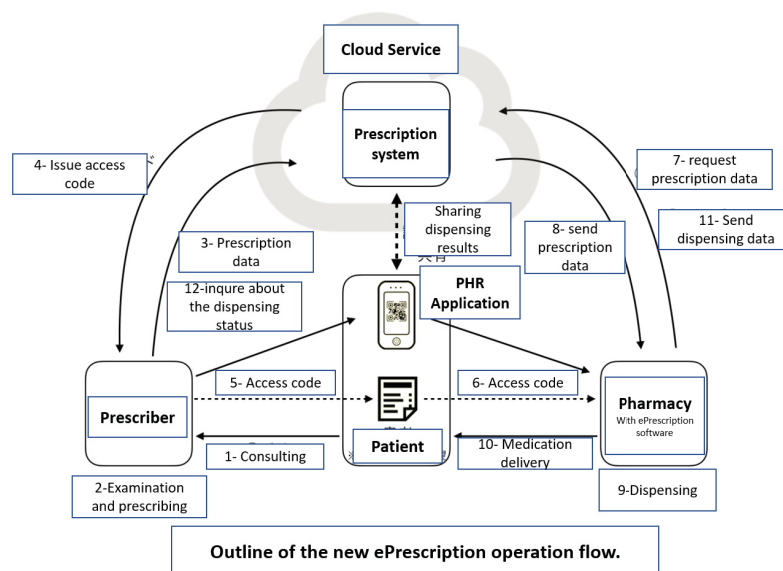 Cloud Service
Prescription
system
4- Issue access
code
7- request
prescription data
11- Send
dispensing data
Sharing
dispensing
results
8- send
prescription
data
3- Prescription
data
12-inqure about
the dispensing
status
共有
PHR
Application
5- Access code
6- Access code
Prescriber
Pharmacy
With ePrescription
software
Patient
1- Consulting
10- Medication
delivery
2-Examination
and prescribing
9-Dispensing
Outline of the new ePrescription operation flow.